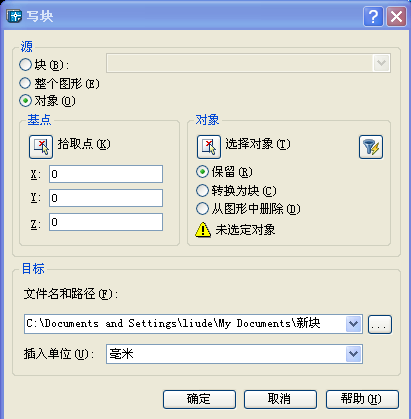 写块
源
块(B):
整个图形(E)
对象(O)
基点
拾取点(K)
X: 0
Y: 0
Z: 0
对象
选择对象(T)
保留(R)
转换为块(C)
从图形中删除(D)
未选定对象
目标
文件名和路径(F):
C:\Documents and Settings\liude\My Documents\新块
...
插入单位(U): 毫米
确定 取消 帮助(H)